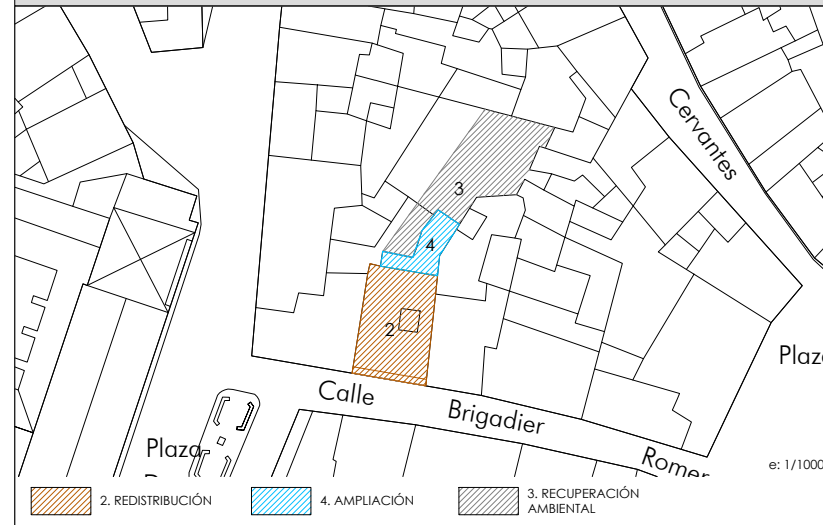 Cervantes
3
4
2
Plaza
Calle
Brigadier
Romer
Plaza
e: 1/1000
2. REDISTRIBUCIÓN
4. AMPLIACIÓN
3. RECUPERACIÓN
AMBIENTAL